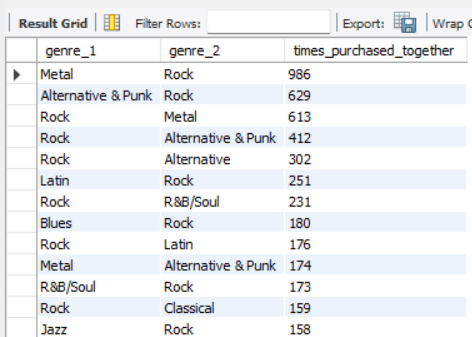 Result Grid Filter Rows: Export: Wrap C
genre_1 genre_2 times_purchased_together
Metal Rock 986
Alternative & Punk Rock 629
Rock Metal 613
Rock Alternative & Punk 412
Rock Alternative 302
Latin Rock 251
Rock R&B/Soul 231
Blues Rock 180
Rock Latin 176
Metal Alternative & Punk 174
R&B/Soul Rock 173
Rock Classical 159
Jazz Rock 158